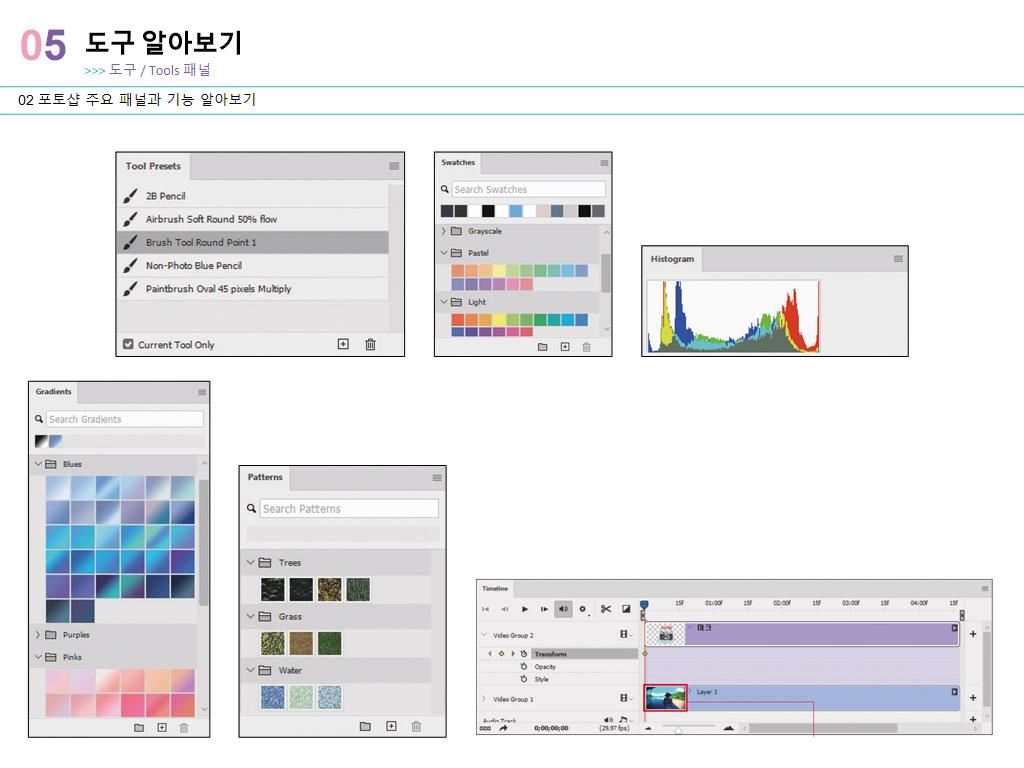 05 도구 알아보기
>>> 도구 / Tools 패널
02 포토샵 주요 패널과 기능 알아보기
Tool Presets
2B Pencil
Airbrush Soft Round 50% flow
Brush Tool Round Point 1
Non-Photo Blue Pencil
Paintbrush Oval 45 pixels Multiply
Current Tool Only
Swatches
Search Swatches
Grayscale
Pastel
Light
Histogram
Gradients
Search Gradients
Blues
Purples
Pinks
Patterns
Search Patterns
Trees
Grass
Water
Timeline
15f 01:00f 15f 02:00f 15f 03:00f 15f 04:00f 15f
Video Group 2
마크
Transform
Opacity
Style
Video Group 1
Layer 1
Audio Track
0;00;00;00 (29.97 fps)